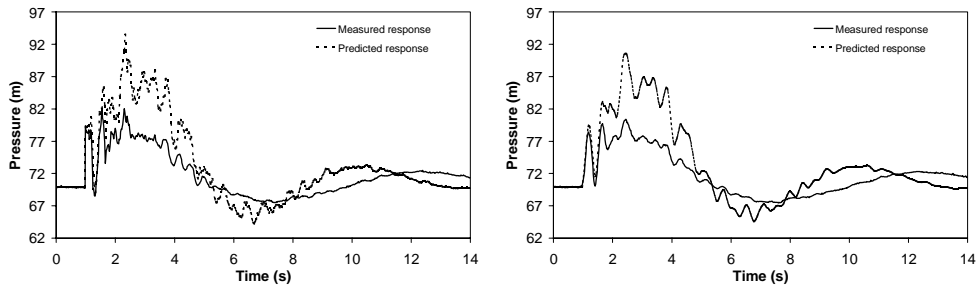 97
92
87
82
77
72
67
62
Pressure (m)
Measured response
Predicted response
0 2 4 6 8 10 12 14
Time (s)
97
92
87
82
77
72
67
62
Pressure (m)
Measured response
Predicted response
0 2 4 6 8 10 12 14
Time (s)